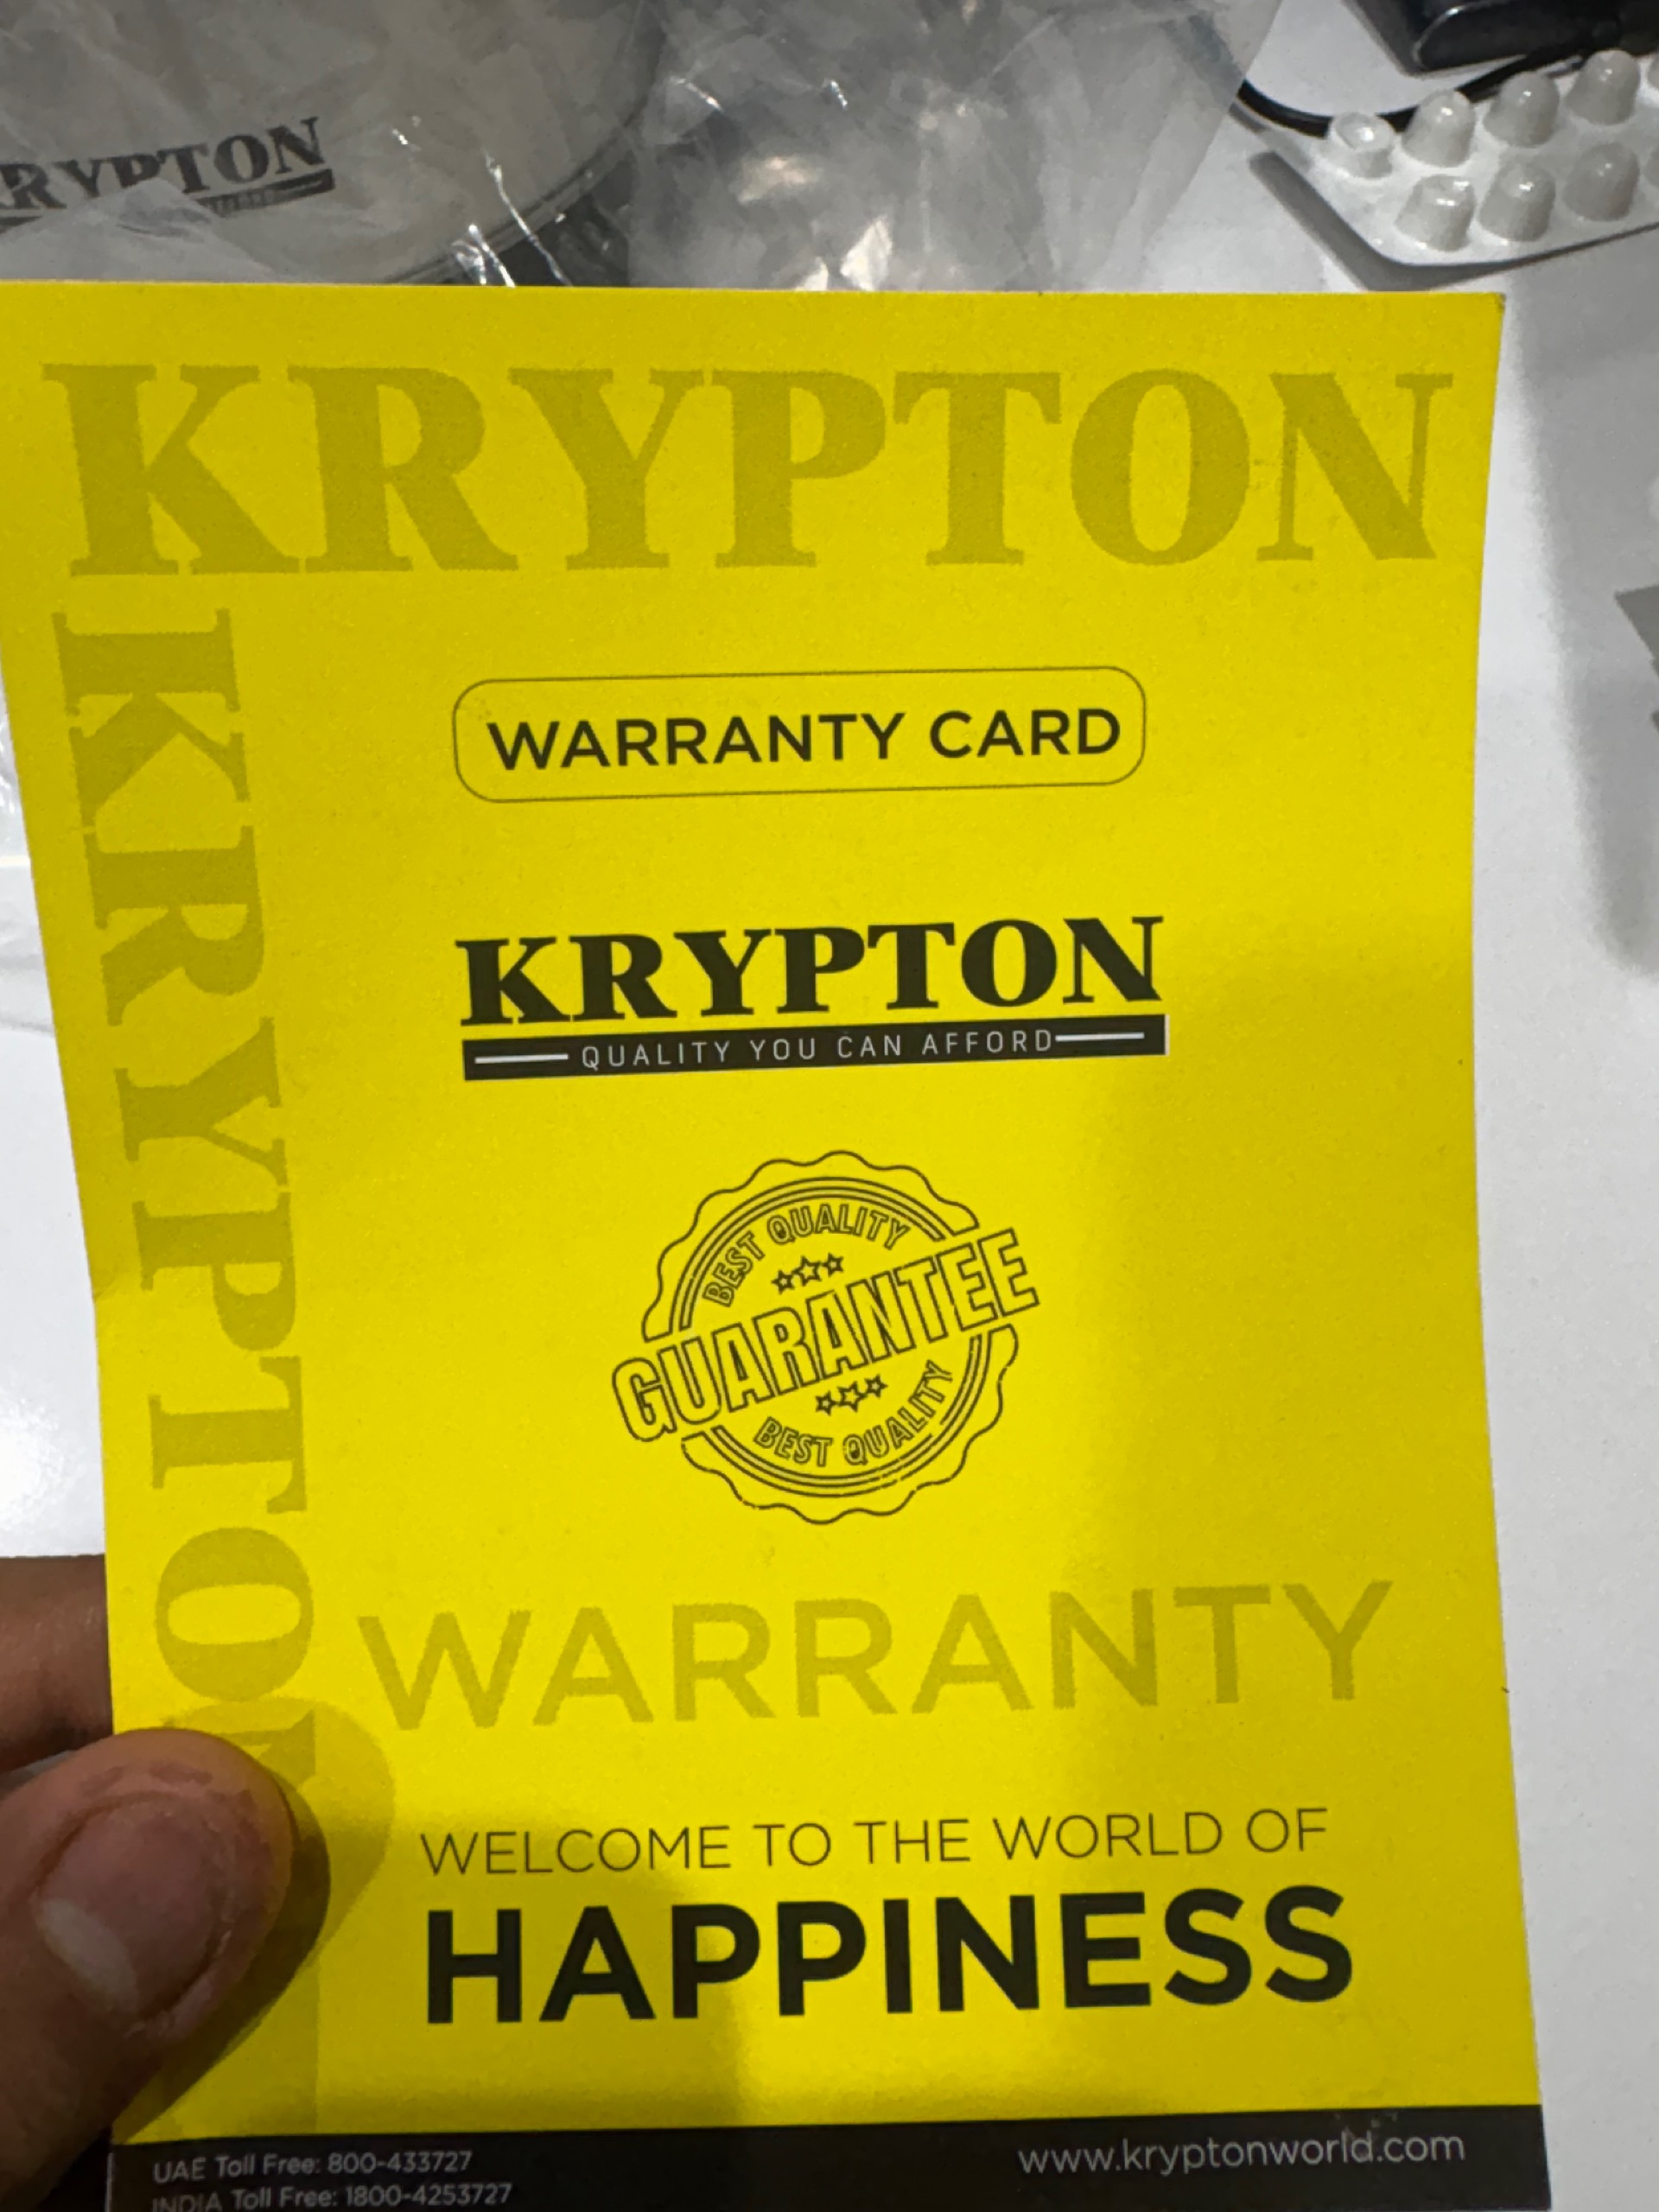 RYPTON
KRYPTON
KRYPTON
WARRANTY CARD
KRYPTON
QUALITY YOU CAN AFFORD
BEST QUALITY
GUARANTEE
BEST QUALITY
WARRANTY
WELCOME TO THE WORLD OF
HAPPINESS
UAE Toll Free: 800-433727
www.kryptonworld.com
INDIA Toll Free: 1800-4253727